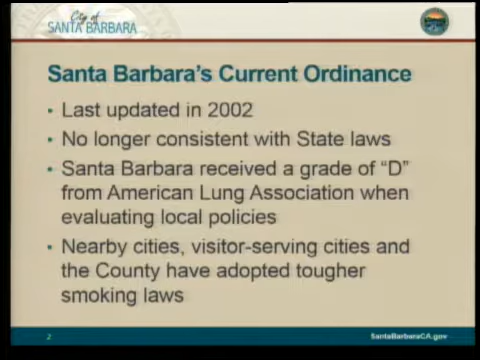 City of
SANTA BARBARA
Santa Barbara's Current Ordinance
• Last updated in 2002
• No longer consistent with State laws
• Santa Barbara received a grade of “D”
from American Lung Association when
evaluating local policies
• Nearby cities, visitor-serving cities and
the County have adopted tougher
smoking laws
2
SantaBarbaraCA.gov